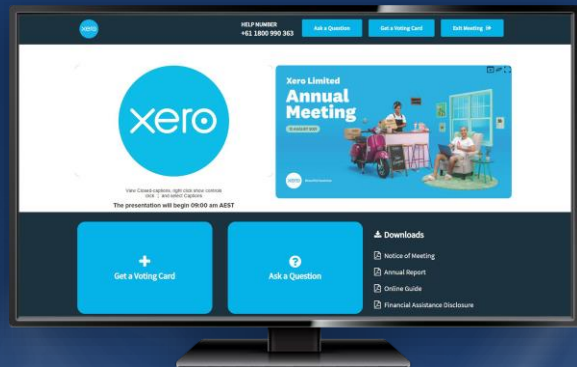 xero
HELP NUMBER
+61 1800 990 363
Ask a Question
Get a Voting Card
Exit Meeting
xero
View Closed-captions, right click show controls
click and select Captions
The presentation will begin 09:00 am AEST
Xero Limited
Annual
Meeting
xero
Get a Voting Card
Ask a Question
Downloads
Notice of Meeting
Annual Report
Online Guide
Financial Assistance Disclosure